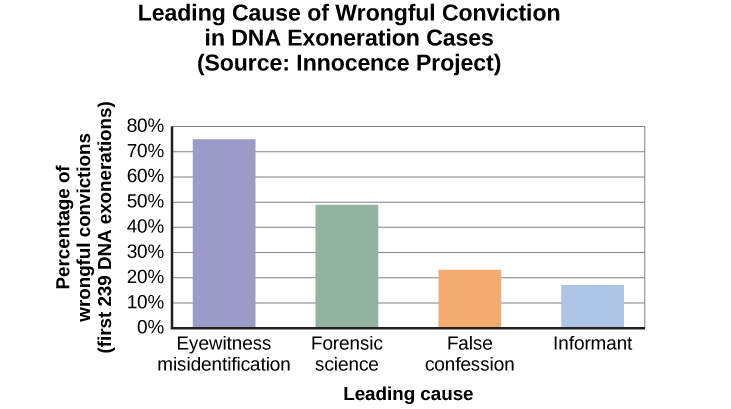 Leading Cause of Wrongful Conviction
in DNA Exoneration Cases
(Source: Innocence Project)
Percentage of
wrongful convictions
(first 239 DNA exonerations)
80%
70%
60%
50%
40%
30%
20%
10%
0%
Eyewitness
misidentification
Forensic
science
False
confession
Informant
Leading cause